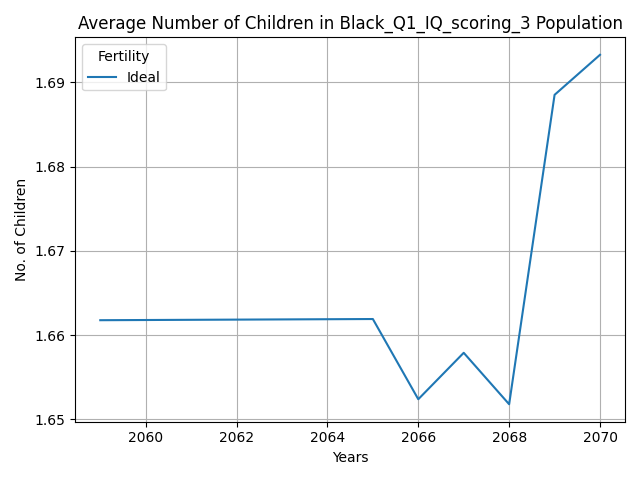 Average Number of Children in Black_Q1_IQ_scoring_3 Population
Fertility
Ideal
No. of Children
1.69
1.68
1.67
1.66
1.65
2060 2062 2064 2066 2068 2070
Years